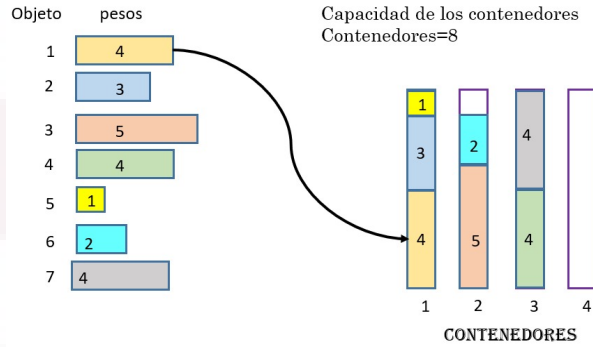 Objeto pesos
1 4
2 3
3 5
4 4
5 1
6 2
7 4
Capacidad de los contenedores
Contenedores=8
1
3
4
2
5
4
4
1 2 3 4
CONTENEDORES